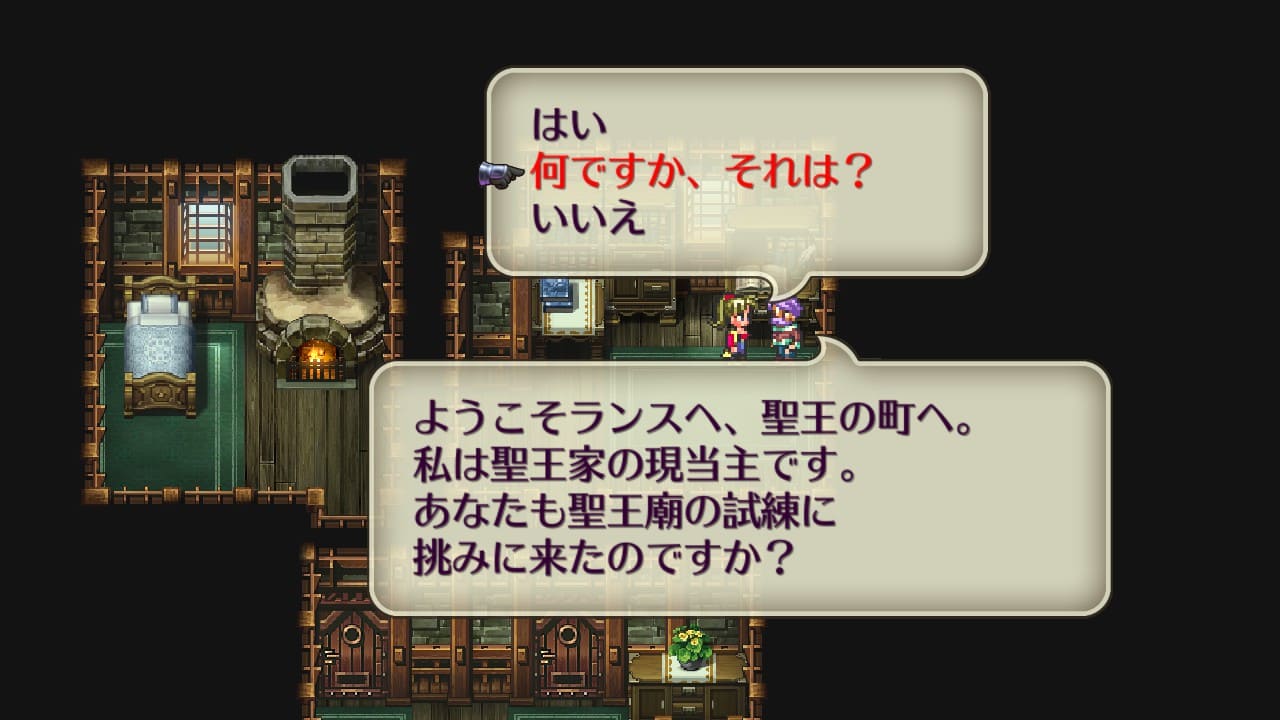 はい
何ですか、それは？
いいえ
ようこそランスへ、聖王の町へ。
私は聖王家の現当主です。
あなたも聖王廟の試練に
挑みに来たのですか？